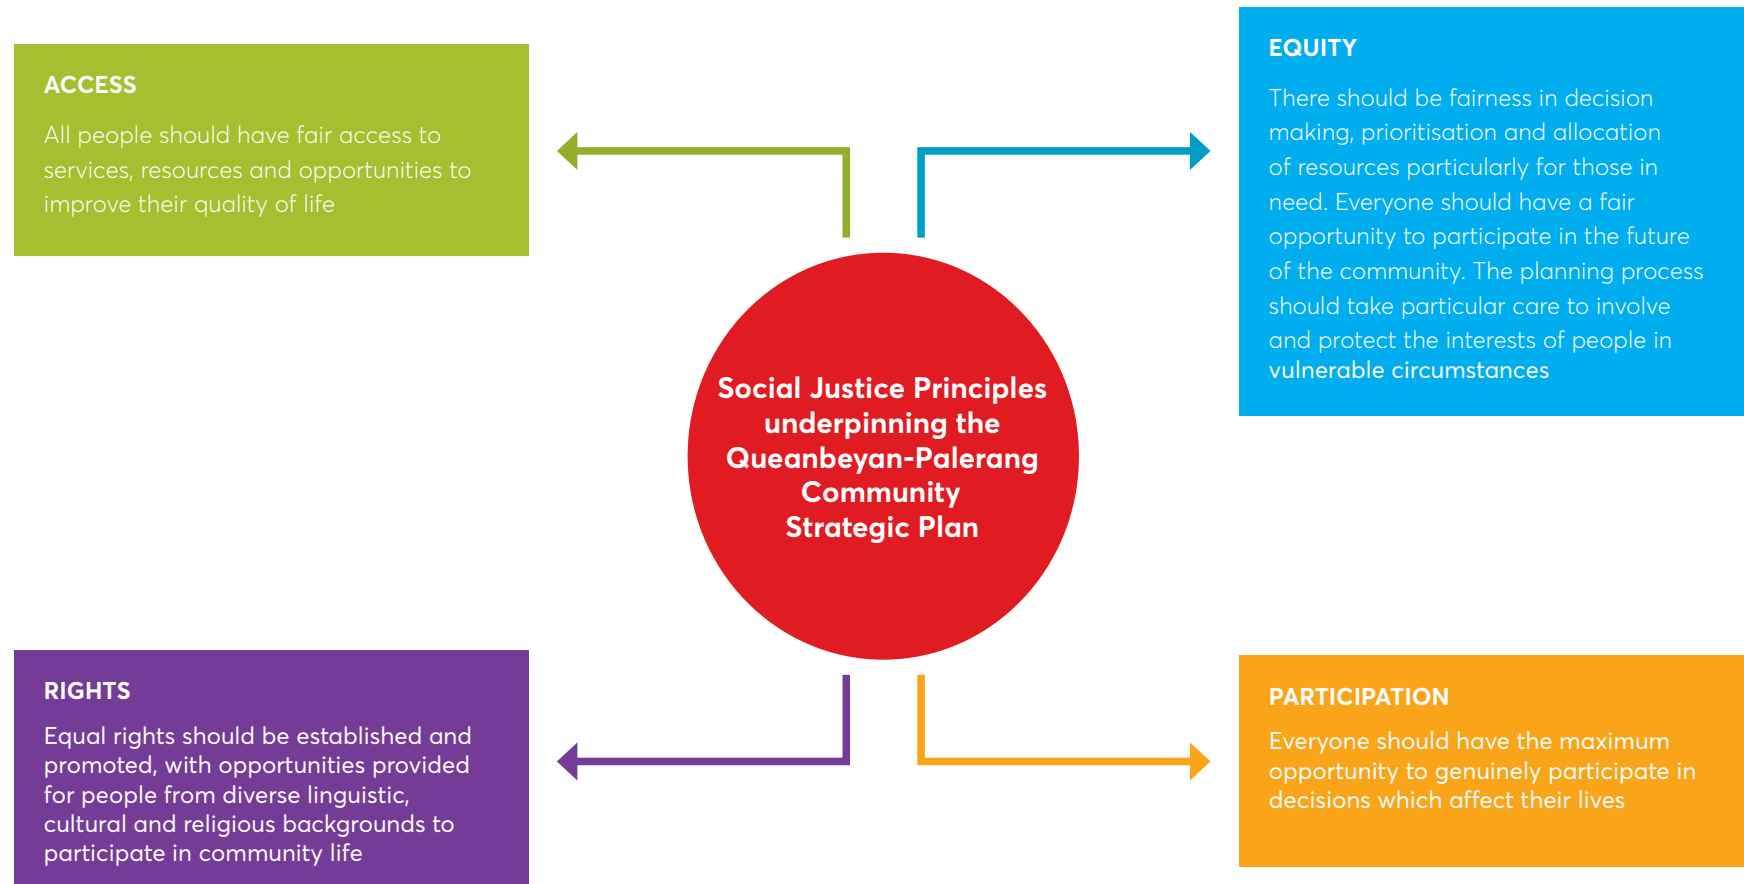 ACCESS
All people should have fair access to
services, resources and opportunities to
improve their quality of life
EQUITY
There should be fairness in decision
making, prioritisation and allocation
of resources particularly for those in
need. Everyone should have a fair
opportunity to participate in the future
of the community. The planning process
should take particular care to involve
and protect the interests of people in
vulnerable circumstances
Social Justice Principles
underpinning the
Queanbeyan-Palerang
Community
Strategic Plan
RIGHTS
Equal rights should be established and
promoted, with opportunities provided
for people from diverse linguistic,
cultural and religious backgrounds to
participate in community life
PARTICIPATION
Everyone should have the maximum
opportunity to genuinely participate in
decisions which affect their lives